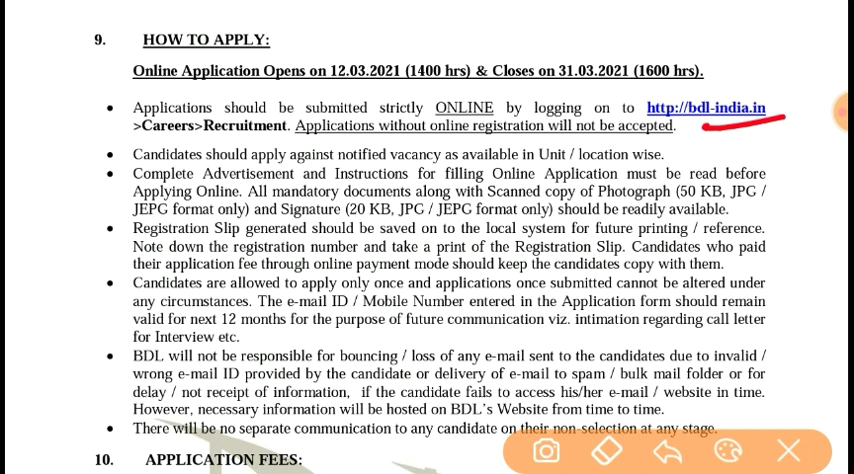 9. HOW TO APPLY:
Online Application Opens on 12.03.2021 (1400 hrs) & Closes on 31.03.2021 (1600 hrs).
• Applications should be submitted strictly ONLINE by logging on to http://bdl-india.in
>Careers>Recruitment. Applications without online registration will not be accepted.
• Candidates should apply against notified vacancy as available in Unit / location wise.
• Complete Advertisement and Instructions for filling Online Application must be read before
Applying Online. All mandatory documents along with Scanned copy of Photograph (50 KB, JPG /
JEPG format only) and Signature (20 KB, JPG / JEPG format only) should be readily available.
• Registration Slip generated should be saved on to the local system for future printing / reference.
Note down the registration number and take a print of the Registration Slip. Candidates who paid
their application fee through online payment mode should keep the candidates copy with them.
• Candidates are allowed to apply only once and applications once submitted cannot be altered under
any circumstances. The e-mail ID / Mobile Number entered in the Application form should remain
valid for next 12 months for the purpose of future communication viz. intimation regarding call letter
for Interview etc.
• BDL will not be responsible for bouncing / loss of any e-mail sent to the candidates due to invalid /
wrong e-mail ID provided by the candidate or delivery of e-mail to spam / bulk mail folder or for
delay / not receipt of information, if the candidate fails to access his/her e-mail / website in time.
However, necessary information will be hosted on BDL's Website from time to time.
• There will be no separate communication to any candidate on their non-selection at any stage.
10. APPLICATION FEES: